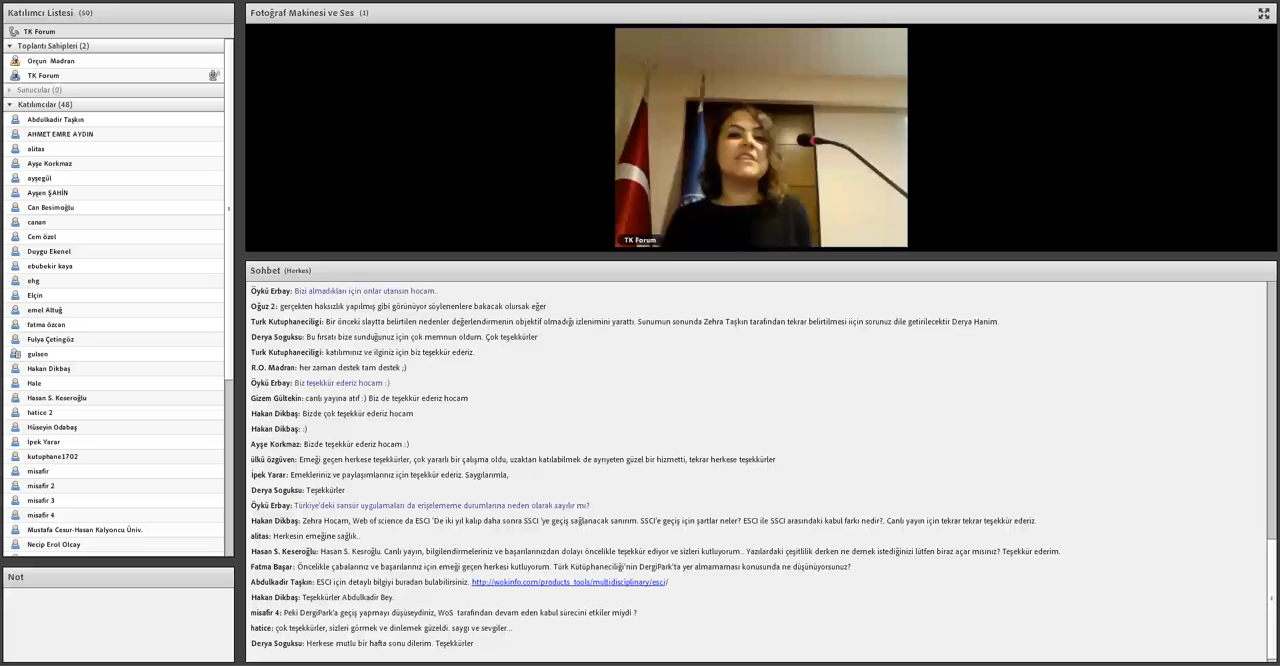 Katılımcı Listesi (50)
TK Forum
Toplantı Sahipleri (2)
Orçun Madran
TK Forum
Sunucular (0)
Katılımcılar (48)
Abdulkadir Taşkın
AHMET EMRE AYDIN
alitas
Ayşe Korkmaz
ayşegül
Ayşen ŞAHİN
Can Besimoğlu
canan
Cem özel
Duygu Ekenel
ebubekir kaya
ehg
Elçin
emel Altuğ
fatma özcan
Fulya Çetingöz
gulsen
Hakan Dikbaş
Hale
Hasan S. Keseroğlu
hatice 2
Hüseyin Odabaş
İpek Yarar
kutuphane1702
misafir
misafir 2
misafir 3
misafir 4
Mustafa Cesur-Hasan Kalyoncu Üniv.
Necip Erol Olcay
Not
Fotoğraf Makinesi ve Ses (1)
TK Forum
Sohbet (Herkes)
Öykü Erbay: Bizi almadıkları için onlar utansın hocam..
Oğuz 2: gerçekten haksızlık yapılmış gibi görünüyor söylenenlere bakacak olursak eğer
Turk Kutuphaneciligi: Bir önceki slaytta belirtilen nedenler değerlendirmenin objektif olmadığı izlenimini yarattı. Sunumun sonunda Zehra Taşkın tarafından tekrar belirtilmesi iiçin sorunuz dile getirilecektir Derya Hanim.
Derya Soguksu: Bu fırsatı bize sunduğunuz için çok memnun oldum. Çok teşekkürler
Turk Kutuphaneciligi: katılımınız ve ilginiz için biz teşekkür ederiz.
R.O. Madran: her zaman destek tam destek ;)
Öykü Erbay: Biz teşekkür ederiz hocam :)
Gizem Gültekin: canlı yayına atıf :) Biz de teşekkür ederiz hocam
Hakan Dikbaş: Bizde çok teşekkür ederiz hocam
Hakan Dikbaş: :)
Ayşe Korkmaz: Bizde teşekkür ederiz hocam :)
ülkü özgüven: Emeği geçen herkese teşekkürler, çok yararlı bir çalışma oldu, uzaktan katılabilmek de ayrıyeten güzel bir hizmetti, tekrar herkese teşekkürler
İpek Yarar: Emekleriniz ve paylaşımlarınız için teşekkür ederiz. Saygılarımla,
Derya Soguksu: Teşekkürler
Öykü Erbay: Türkiye'deki sansür uygulamaları da erişelememe durumlarına neden olarak sayılır mı?
Hakan Dikbaş: Zehra Hocam, Web of science da ESCI 'De iki yıl kalıp daha sonra SSCI 'ye geçiş sağlanacak sanırım. SSCI'e geçiş için şartlar neler? ESCI ile SSCI arasındaki kabul farkı nedir?. Canlı yayın için tekrar tekrar teşekkür ederiz.
alitas: Herkesin emeğine sağlık..
Hasan S. Keseroğlu: Hasan S. Kesroğlu. Canlı yayın, bilgilendirmeleriniz ve başarılarınızdan dolayı öncelikle teşekkür ediyor ve sizleri kutluyorum.. Yazılardaki çeşitlilik derken ne demek istediğinizi lütfen biraz açar mısınız? Teşekkür ederim.
Fatma Başar: Öncelikle çabalarınız ve başarılarınız için emeği geçen herkesi kutluyorum. Türk Kütüphaneciliği'nin DergiPark'ta yer almamaması konusunda ne düşünüyorsunuz?
Abdulkadir Taşkın: ESCI için detaylı bilgiyi buradan bulabilirsiniz. http://wokinfo.com/products_tools/multidisciplinary/esci/
Hakan Dikbaş: Teşekkürler Abdulkadir Bey.
misafir 4: Peki DergiPark'a geçiş yapmayı düşüseydiniz, WoS tarafından devam eden kabul sürecini etkiler miydi ?
hatice: çok teşekkürler, sizleri görmek ve dinlemek güzeldi. saygı ve sevgiler...
Derya Soguksu: Herkese mutlu bir hafta sonu dilerim. Teşekkürler